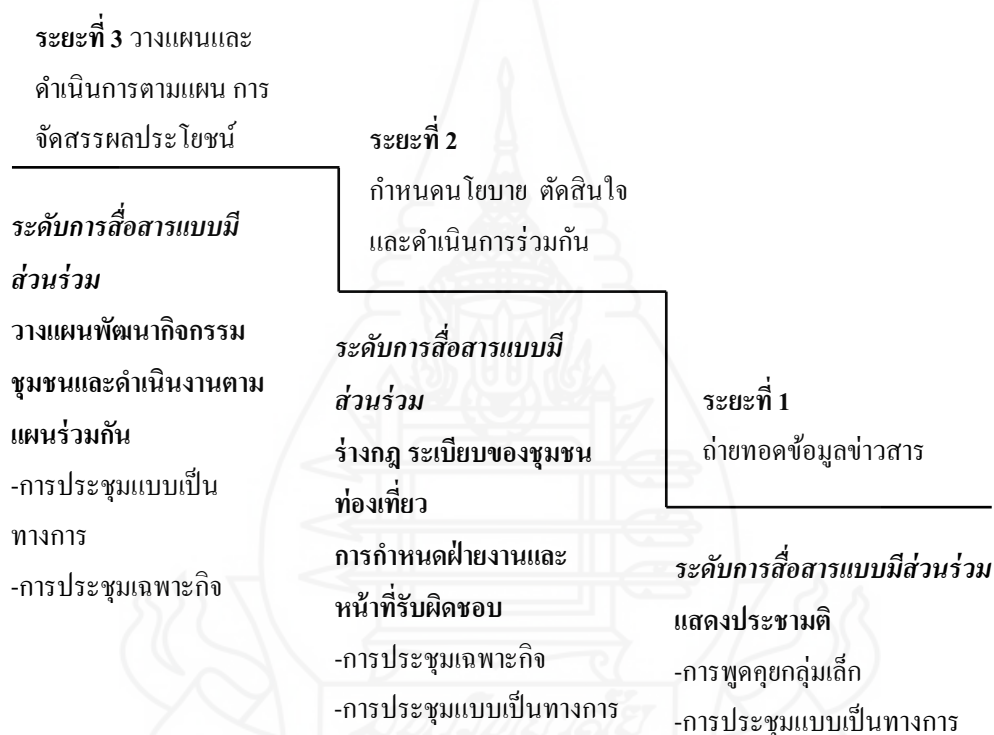 ระยะที่ 3 วางแผนและ
ดำเนินการตามแผน การ
จัดสรรผลประโยชน์
ระดับการสื่อสารแบบมี
ส่วนร่วม
วางแผนพัฒนากิจกรรม
ชุมชนและดำเนินงานตาม
แผนร่วมกัน
-การประชุมแบบเป็น
ทางการ
-การประชุมเฉพาะกิจ
ระยะที่ 2
กำหนดนโยบาย ตัดสินใจ
และดำเนินการร่วมกัน
ระดับการสื่อสารแบบมี
ส่วนร่วม
ร่างกฎ ระเบียบของชุมชน
ท่องเที่ยว
การกำหนดฝ่ายงานและ
หน้าที่รับผิดชอบ
-การประชุมเฉพาะกิจ
-การประชุมแบบเป็นทางการ
ระยะที่ 1
ถ่ายทอดข้อมูลข่าวสาร
ระดับการสื่อสารแบบมีส่วนร่วม
แสดงประชามติ
-การพูดคุยกลุ่มเล็ก
-การประชุมแบบเป็นทางการ